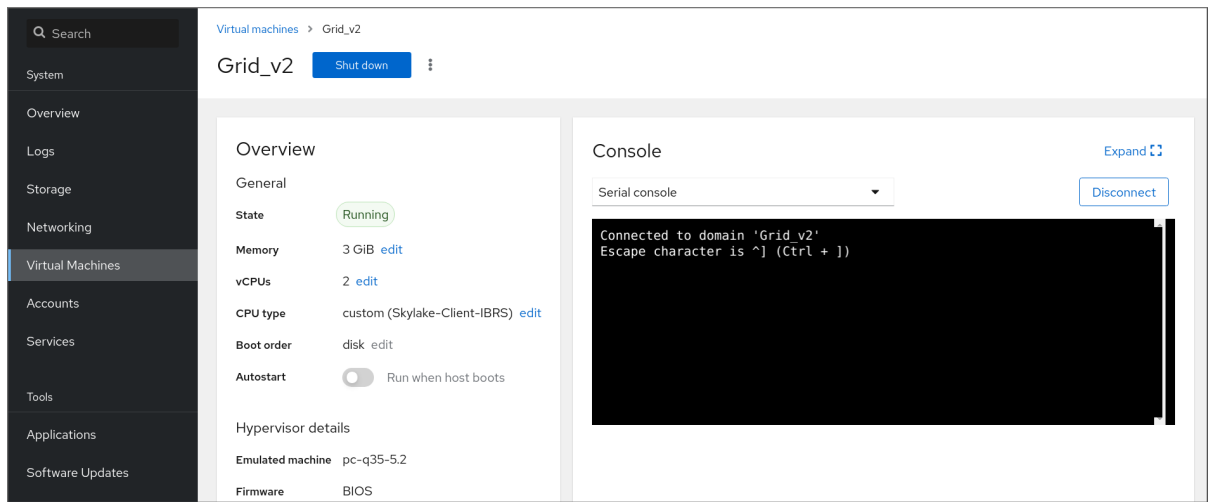 Search
System
Overview
Logs
Storage
Networking
Virtual Machines
Accounts
Services
Tools
Applications
Software Updates
Virtual machines > Grid_v2
Grid_v2 Shut down
Overview
General
State Running
Memory 3 GiB edit
vCPUs 2 edit
CPU type custom (Skylake-Client-IBRS) edit
Boot order disk edit
Autostart Run when host boots
Hypervisor details
Emulated machine pc-q35-5.2
Firmware BIOS
Console Expand
Serial console Disconnect
Connected to domain 'Grid_v2'
Escape character is ^] (Ctrl + ])